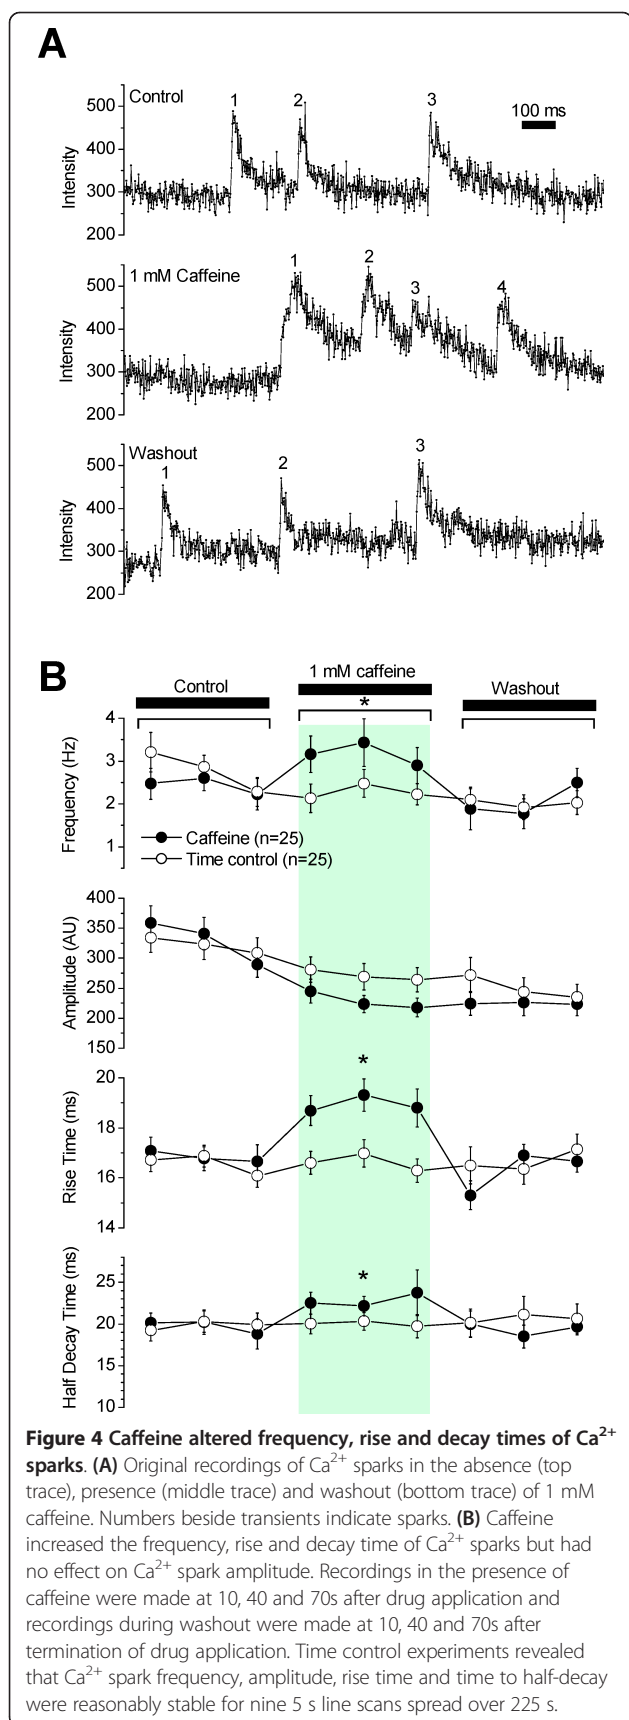 A
500
400
300
200
Intensity
Control
1
2
3
100 ms
500
400
300
200
Intensity
1 mM Caffeine
1
2
3
4
500
400
300
200
Intensity
Washout
1
2
3
B
Control
1 mM caffeine
Washout
*
4
3
2
1
Frequency (Hz)
Caffeine (n=25)
Time control (n=25)
400
350
300
250
200
150
Amplitude (AU)
*
20
18
16
14
Rise Time (ms)
*
25
20
15
10
Half Decay Time (ms)
Figure 4 Caffeine altered frequency, rise and decay times of Ca²⁺
sparks. (A) Original recordings of Ca²⁺ sparks in the absence (top
trace), presence (middle trace) and washout (bottom trace) of 1 mM
caffeine. Numbers beside transients indicate sparks. (B) Caffeine
increased the frequency, rise and decay time of Ca²⁺ sparks but had
no effect on Ca²⁺ spark amplitude. Recordings in the presence of
caffeine were made at 10, 40 and 70s after drug application and
recordings during washout were made at 10, 40 and 70s after
termination of drug application. Time control experiments revealed
that Ca²⁺ spark frequency, amplitude, rise time and time to half-decay
were reasonably stable for nine 5 s line scans spread over 225 s.